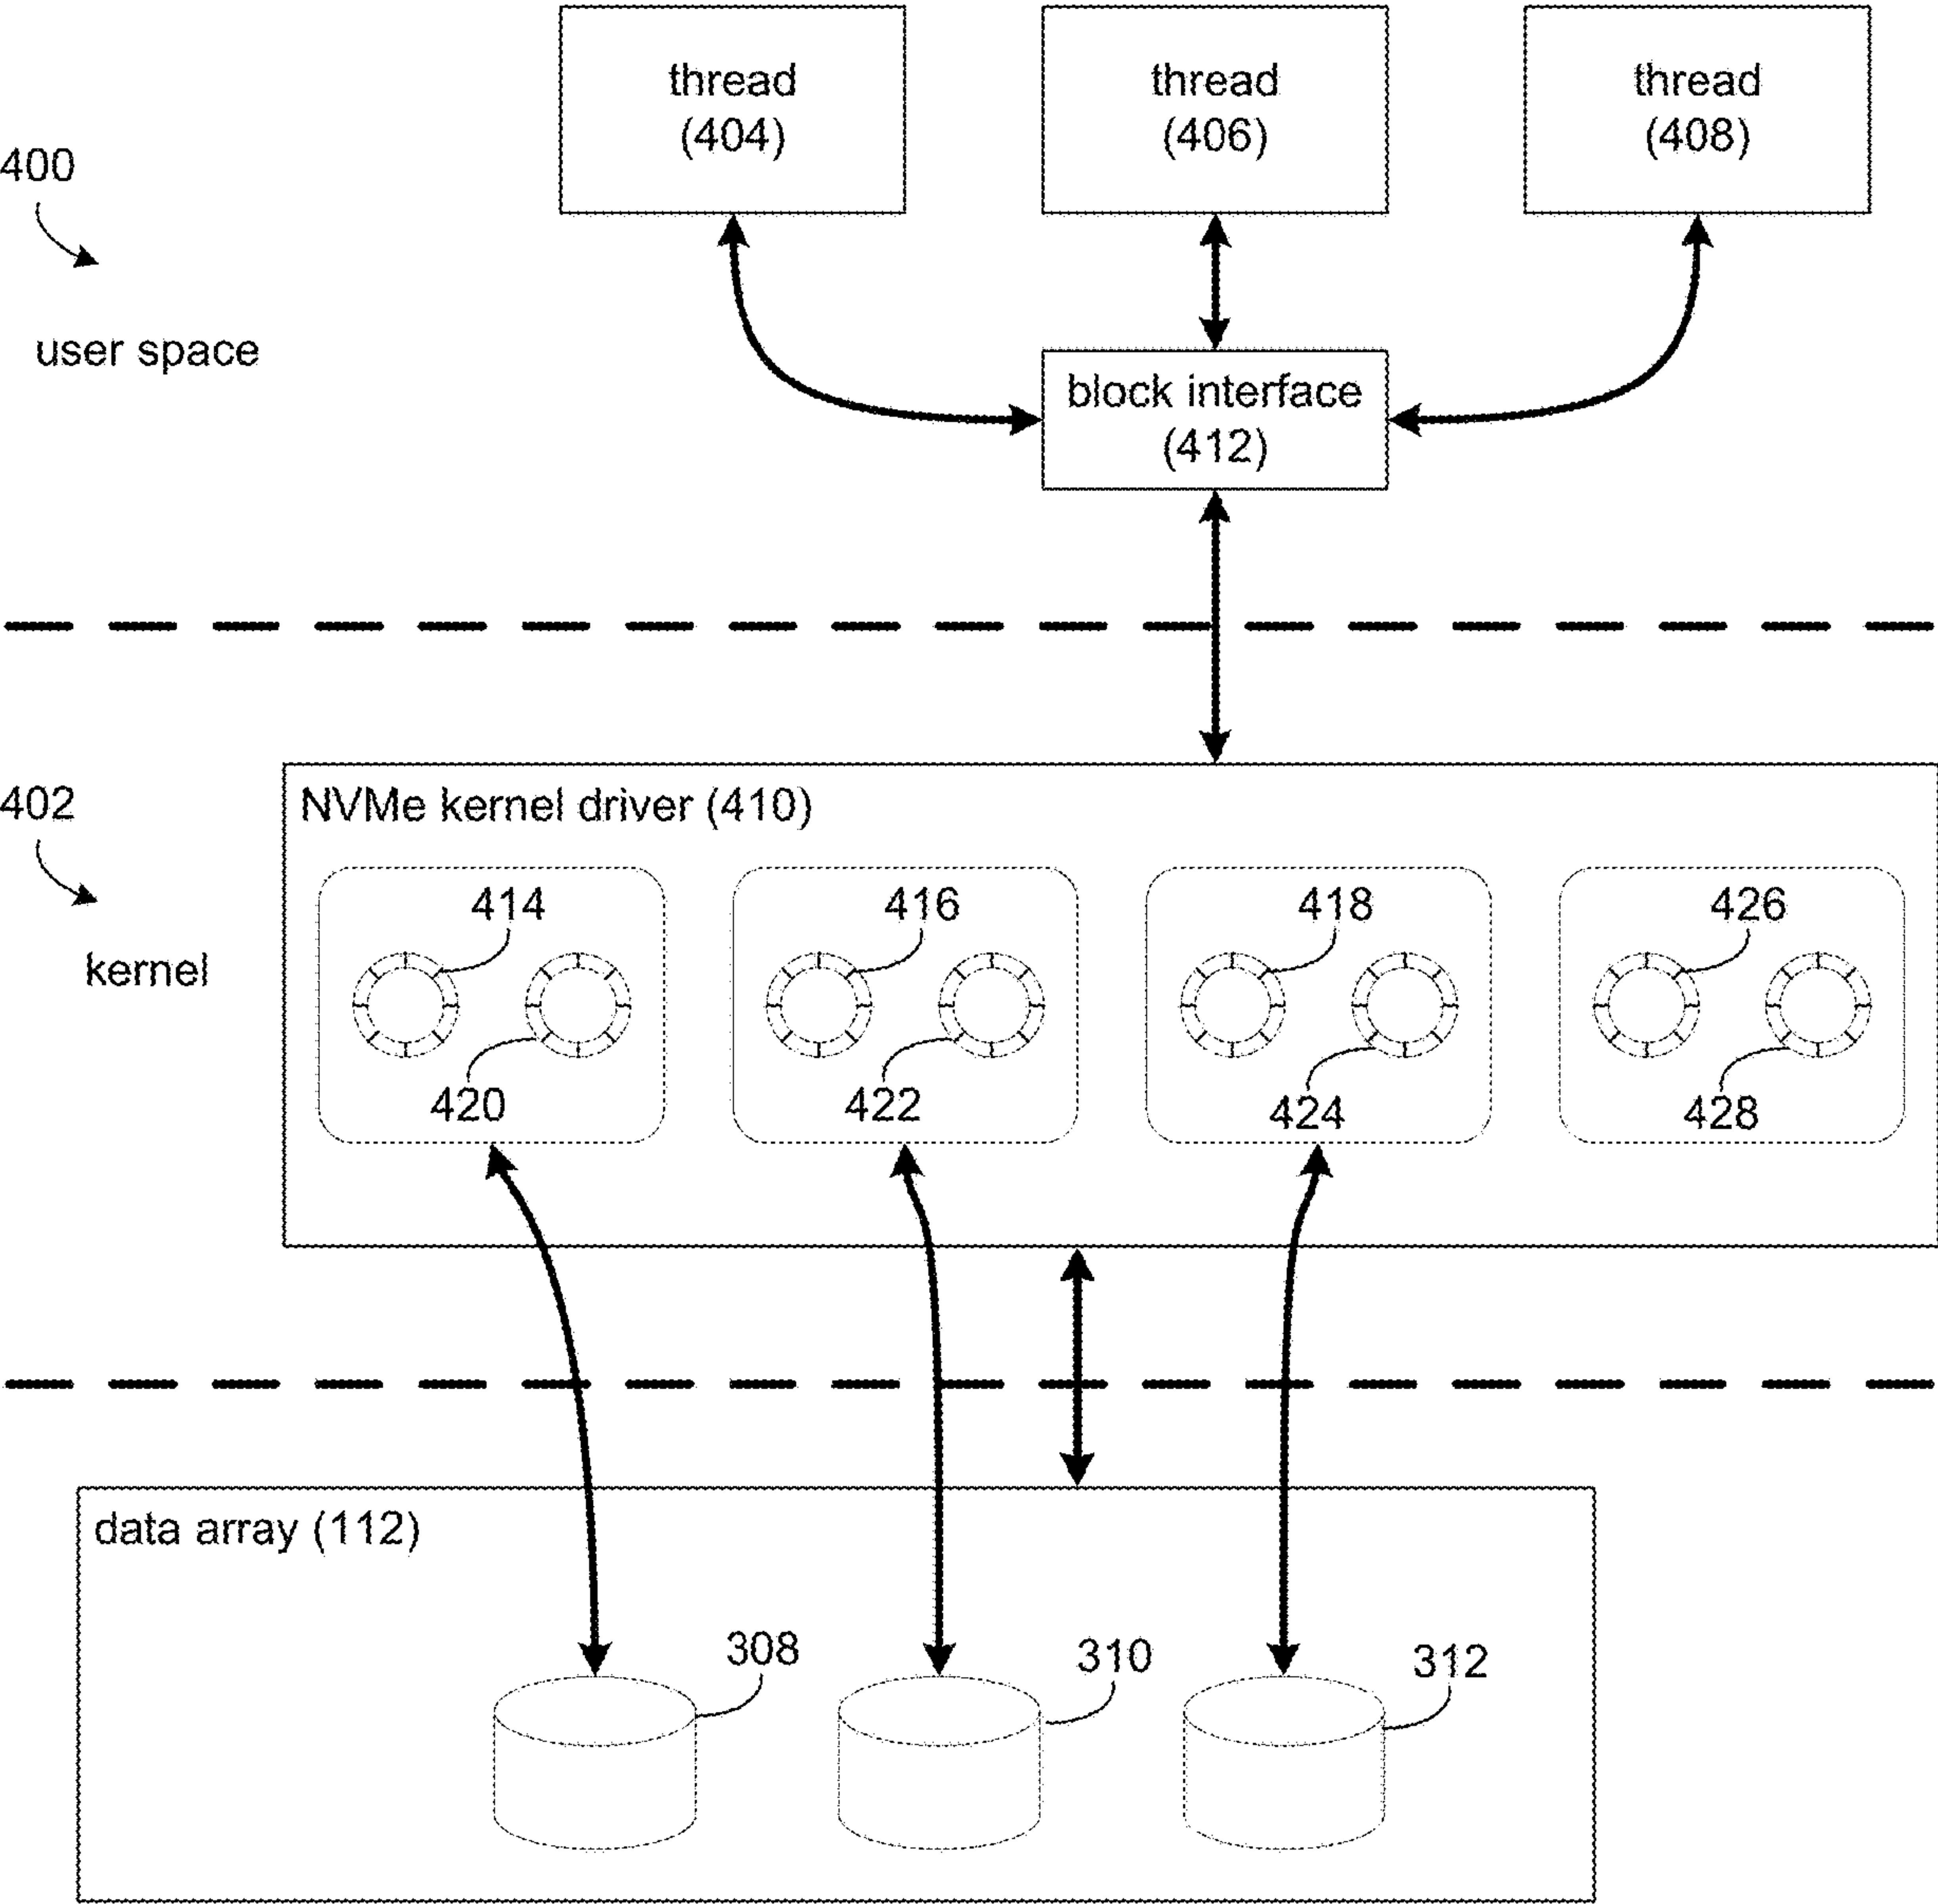 thread
(404)
thread
(406)
thread
(408)
400
user space
block interface
(412)
402
kernel
NVMe kernel driver (410)
414
416
418
426
420
422
424
428
data array (112)
308
310
312